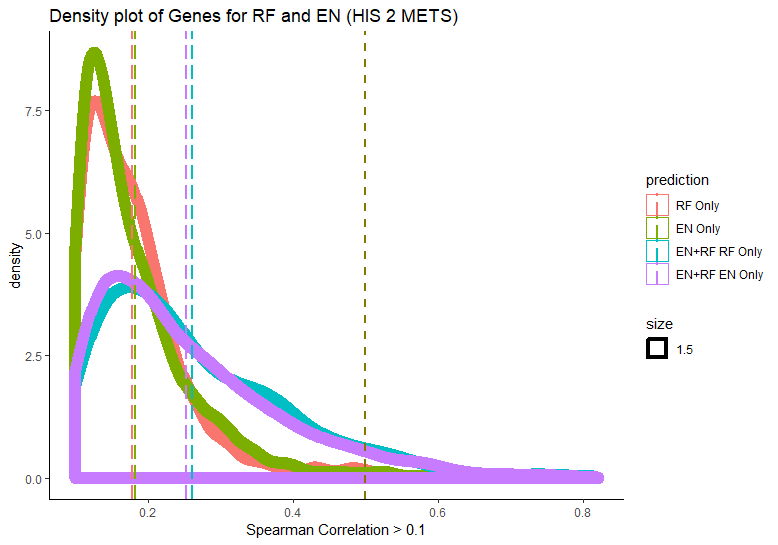 Density plot of Genes for RF and EN (HIS 2 METS)
7.5
5.0
2.5
0.0
density
0.2
0.4
0.6
0.8
Spearman Correlation > 0.1
prediction
RF Only
EN Only
EN+RF RF Only
EN+RF EN Only
size
1.5